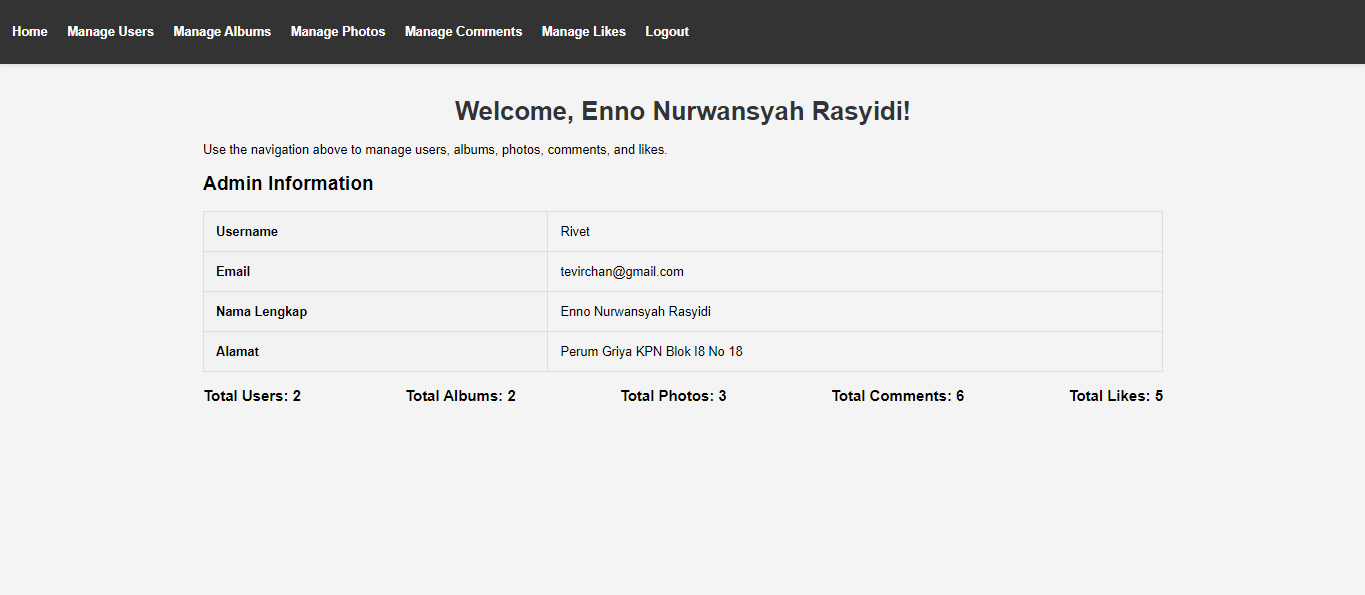 Home Manage Users Manage Albums Manage Photos Manage Comments Manage Likes Logout
Welcome, Enno Nurwansyah Rasyidi!
Use the navigation above to manage users, albums, photos, comments, and likes.
Admin Information
Username Rivet
Email tevirchan@gmail.com
Nama Lengkap Enno Nurwansyah Rasyidi
Alamat Perum Griya KPN Blok I8 No 18
Total Users: 2 Total Albums: 2 Total Photos: 3 Total Comments: 6 Total Likes: 5